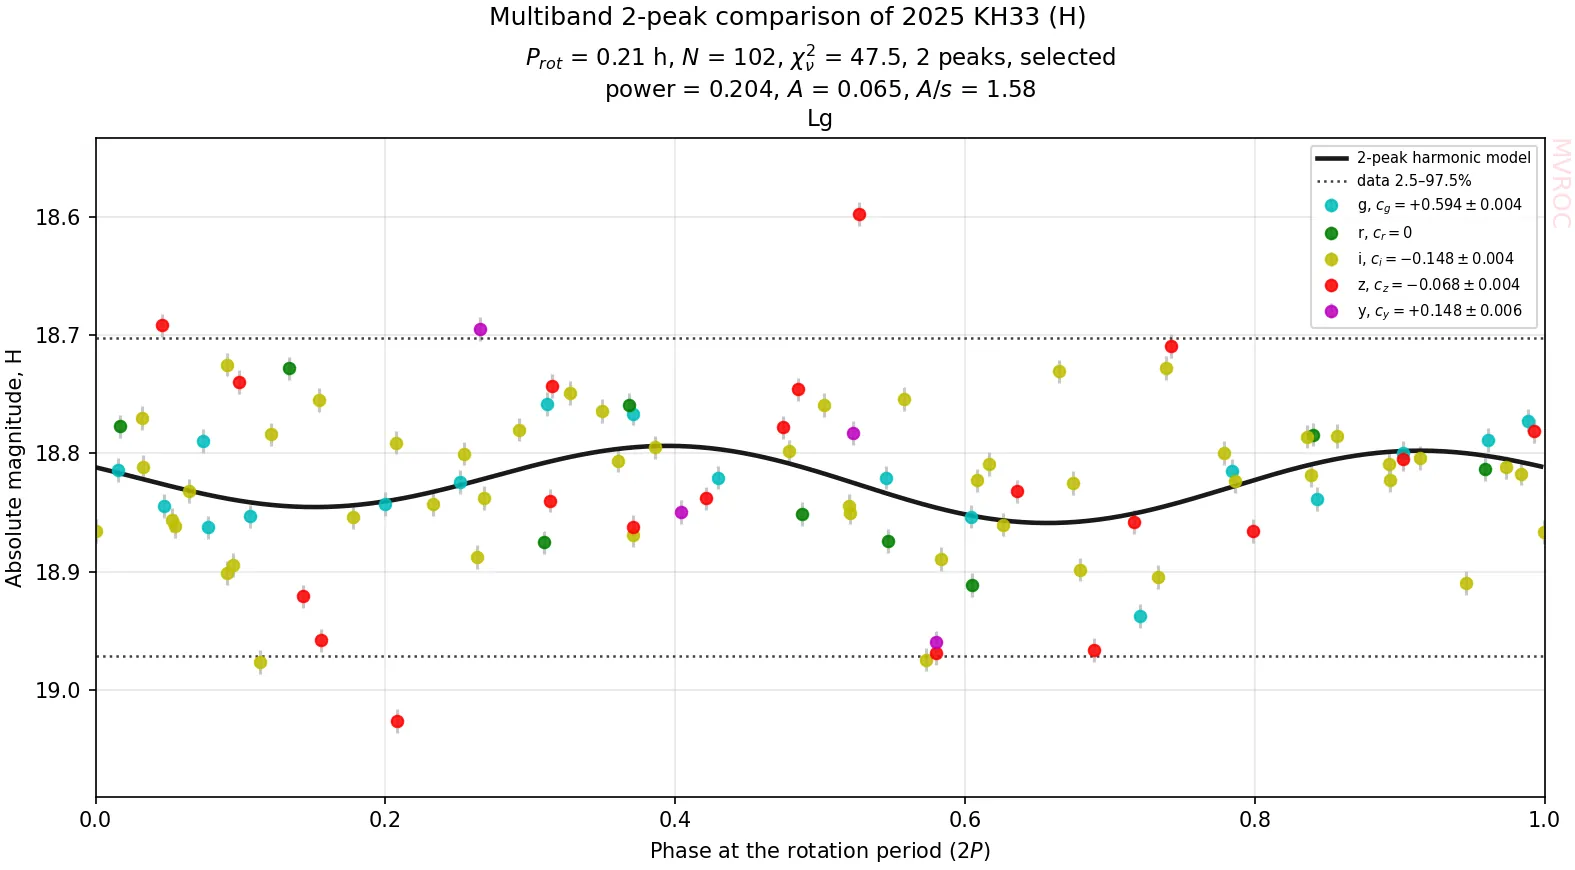 Multiband 2-peak comparison of 2025 KH33 (H)
P_rot = 0.21 h, N = 102, χ²_ν = 47.5, 2 peaks, selected
power = 0.204, A = 0.065, A/s = 1.58
Lg
MVROC
2-peak harmonic model
data 2.5–97.5%
g, c_g = +0.594 ± 0.004
r, c_r = 0
i, c_i = −0.148 ± 0.004
z, c_z = −0.068 ± 0.004
y, c_y = +0.148 ± 0.006
Absolute magnitude, H
18.6
18.7
18.8
18.9
19.0
0.0 0.2 0.4 0.6 0.8 1.0
Phase at the rotation period (2P)